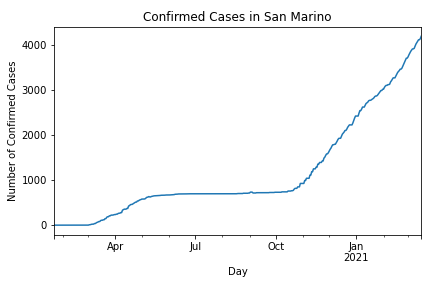 Confirmed Cases in San Marino
4000
3000
2000
1000
0
Number of Confirmed Cases
Apr
Jul
Oct
Jan
2021
Day